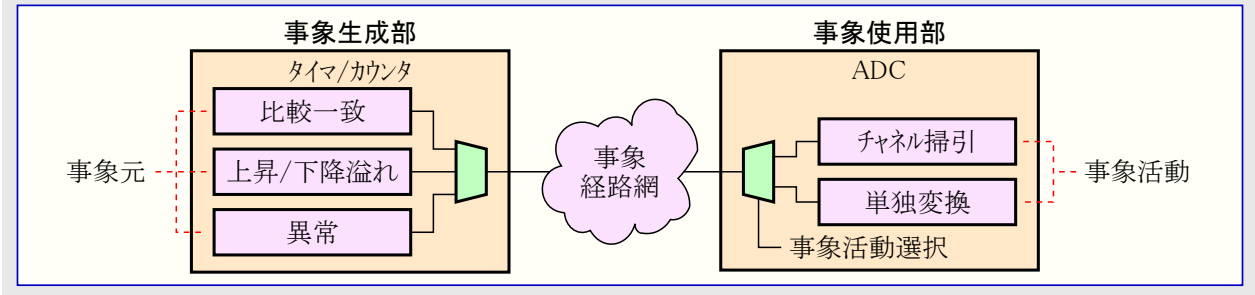 事象生成部
タイマ/カウンタ
比較一致
上昇/下降溢れ
異常
事象元
事象
経路網
事象使用部
ADC
チャネル掃引
単独変換
事象活動選択
事象活動